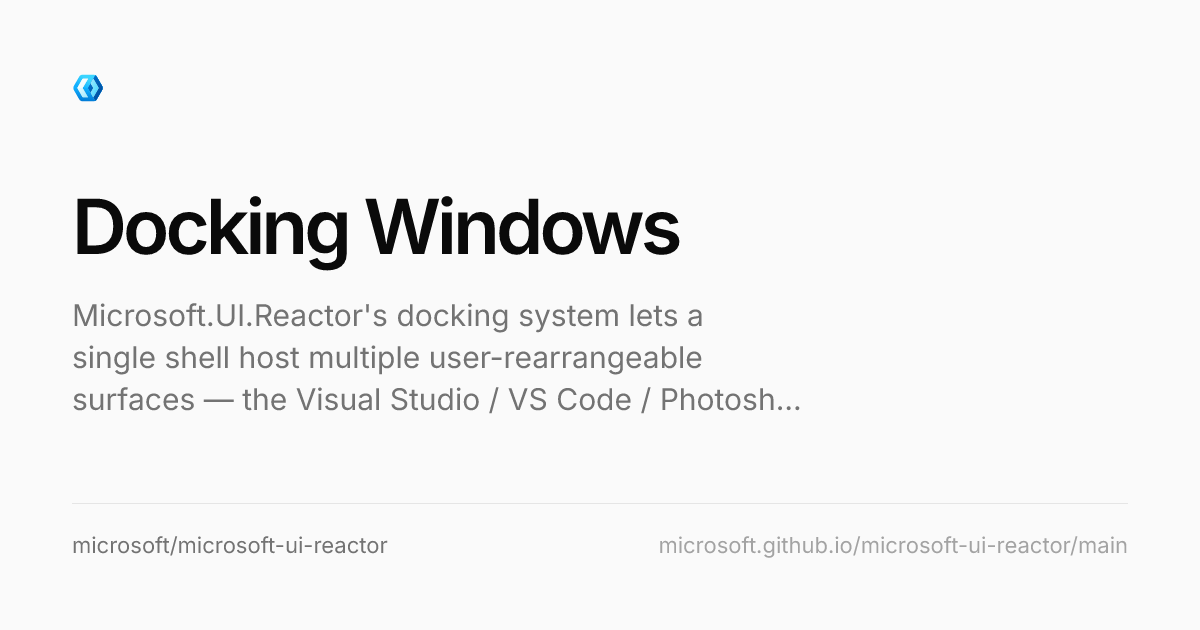 Docking Windows
Microsoft.UI.Reactor's docking system lets a
single shell host multiple user-rearrangeable
surfaces — the Visual Studio / VS Code / Photosh...
microsoft/microsoft-ui-reactor
microsoft.github.io/microsoft-ui-reactor/main